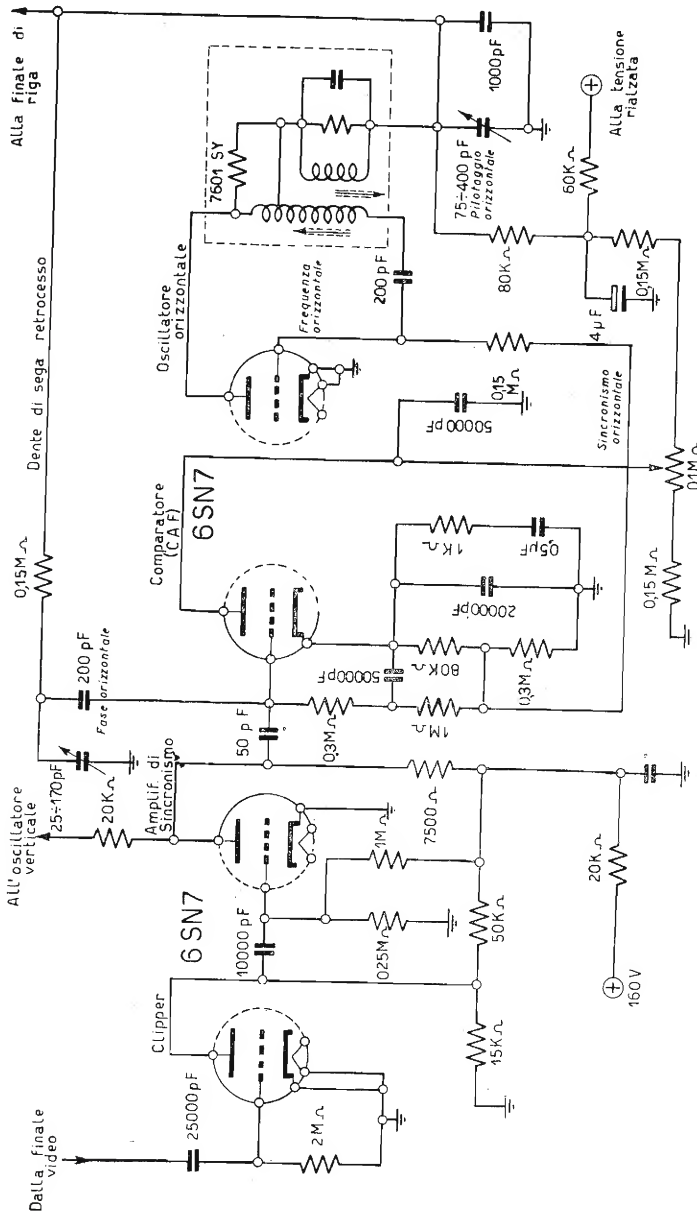 Dalla finale
video
25000pF
2MΩ
Clipper
15KΩ
6SN7
10000pF
0,25MΩ
1MΩ
50KΩ
20KΩ
160V
All'oscillatore
verticale
20KΩ
Amplif. di
Sincronismo
7500Ω
25÷170pF
200 pF
Fase orizzontale
50 pF
0,3MΩ
1MΩ
50000pF
80KΩ
0,3MΩ
20000pF
1KΩ
0,5µF
0,15MΩ
Dente di sega retrocesso
Comparatore
(CAF)
6SN7
50000pF
0,15MΩ
0,1MΩ
Sincronismo
orizzontale
0,15
MΩ
Oscillatore
orizzontale
Frequenza
orizzontale
200 pF
7601 SY
Alla finale di
riga
1000pF
75÷400 pF
Pilotaggio
orizzontale
80KΩ
60KΩ
4µF
0,15MΩ
Alla tensione
rialzata